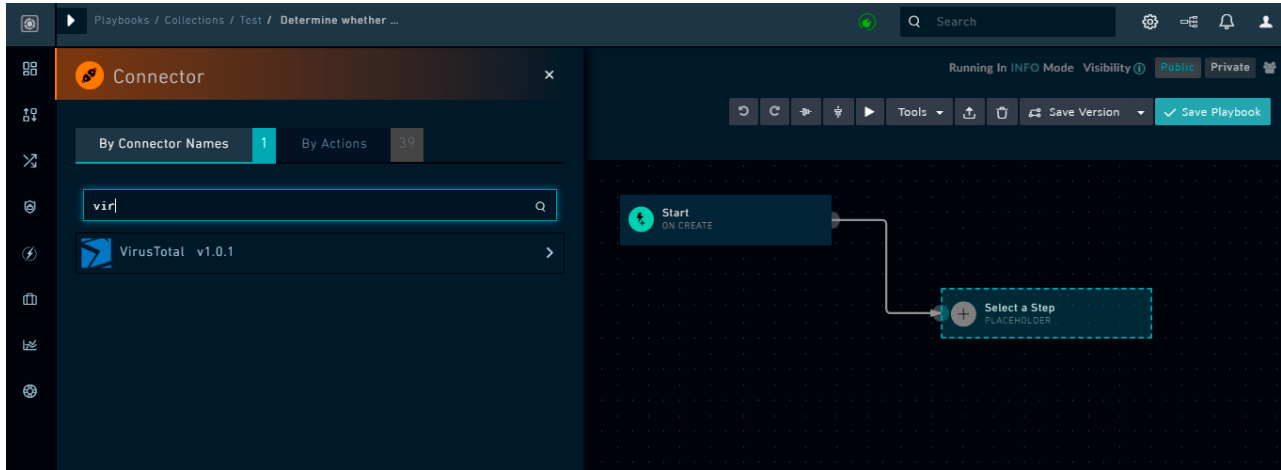 Playbooks / Collections / Test / Determine whether ...
Search
Connector
Running In INFO Mode Visibility Public Private
Tools
Save Version
Save Playbook
By Connector Names 1
By Actions 39
vir
VirusTotal v1.0.1
Start
ON CREATE
Select a Step
PLACEHOLDER